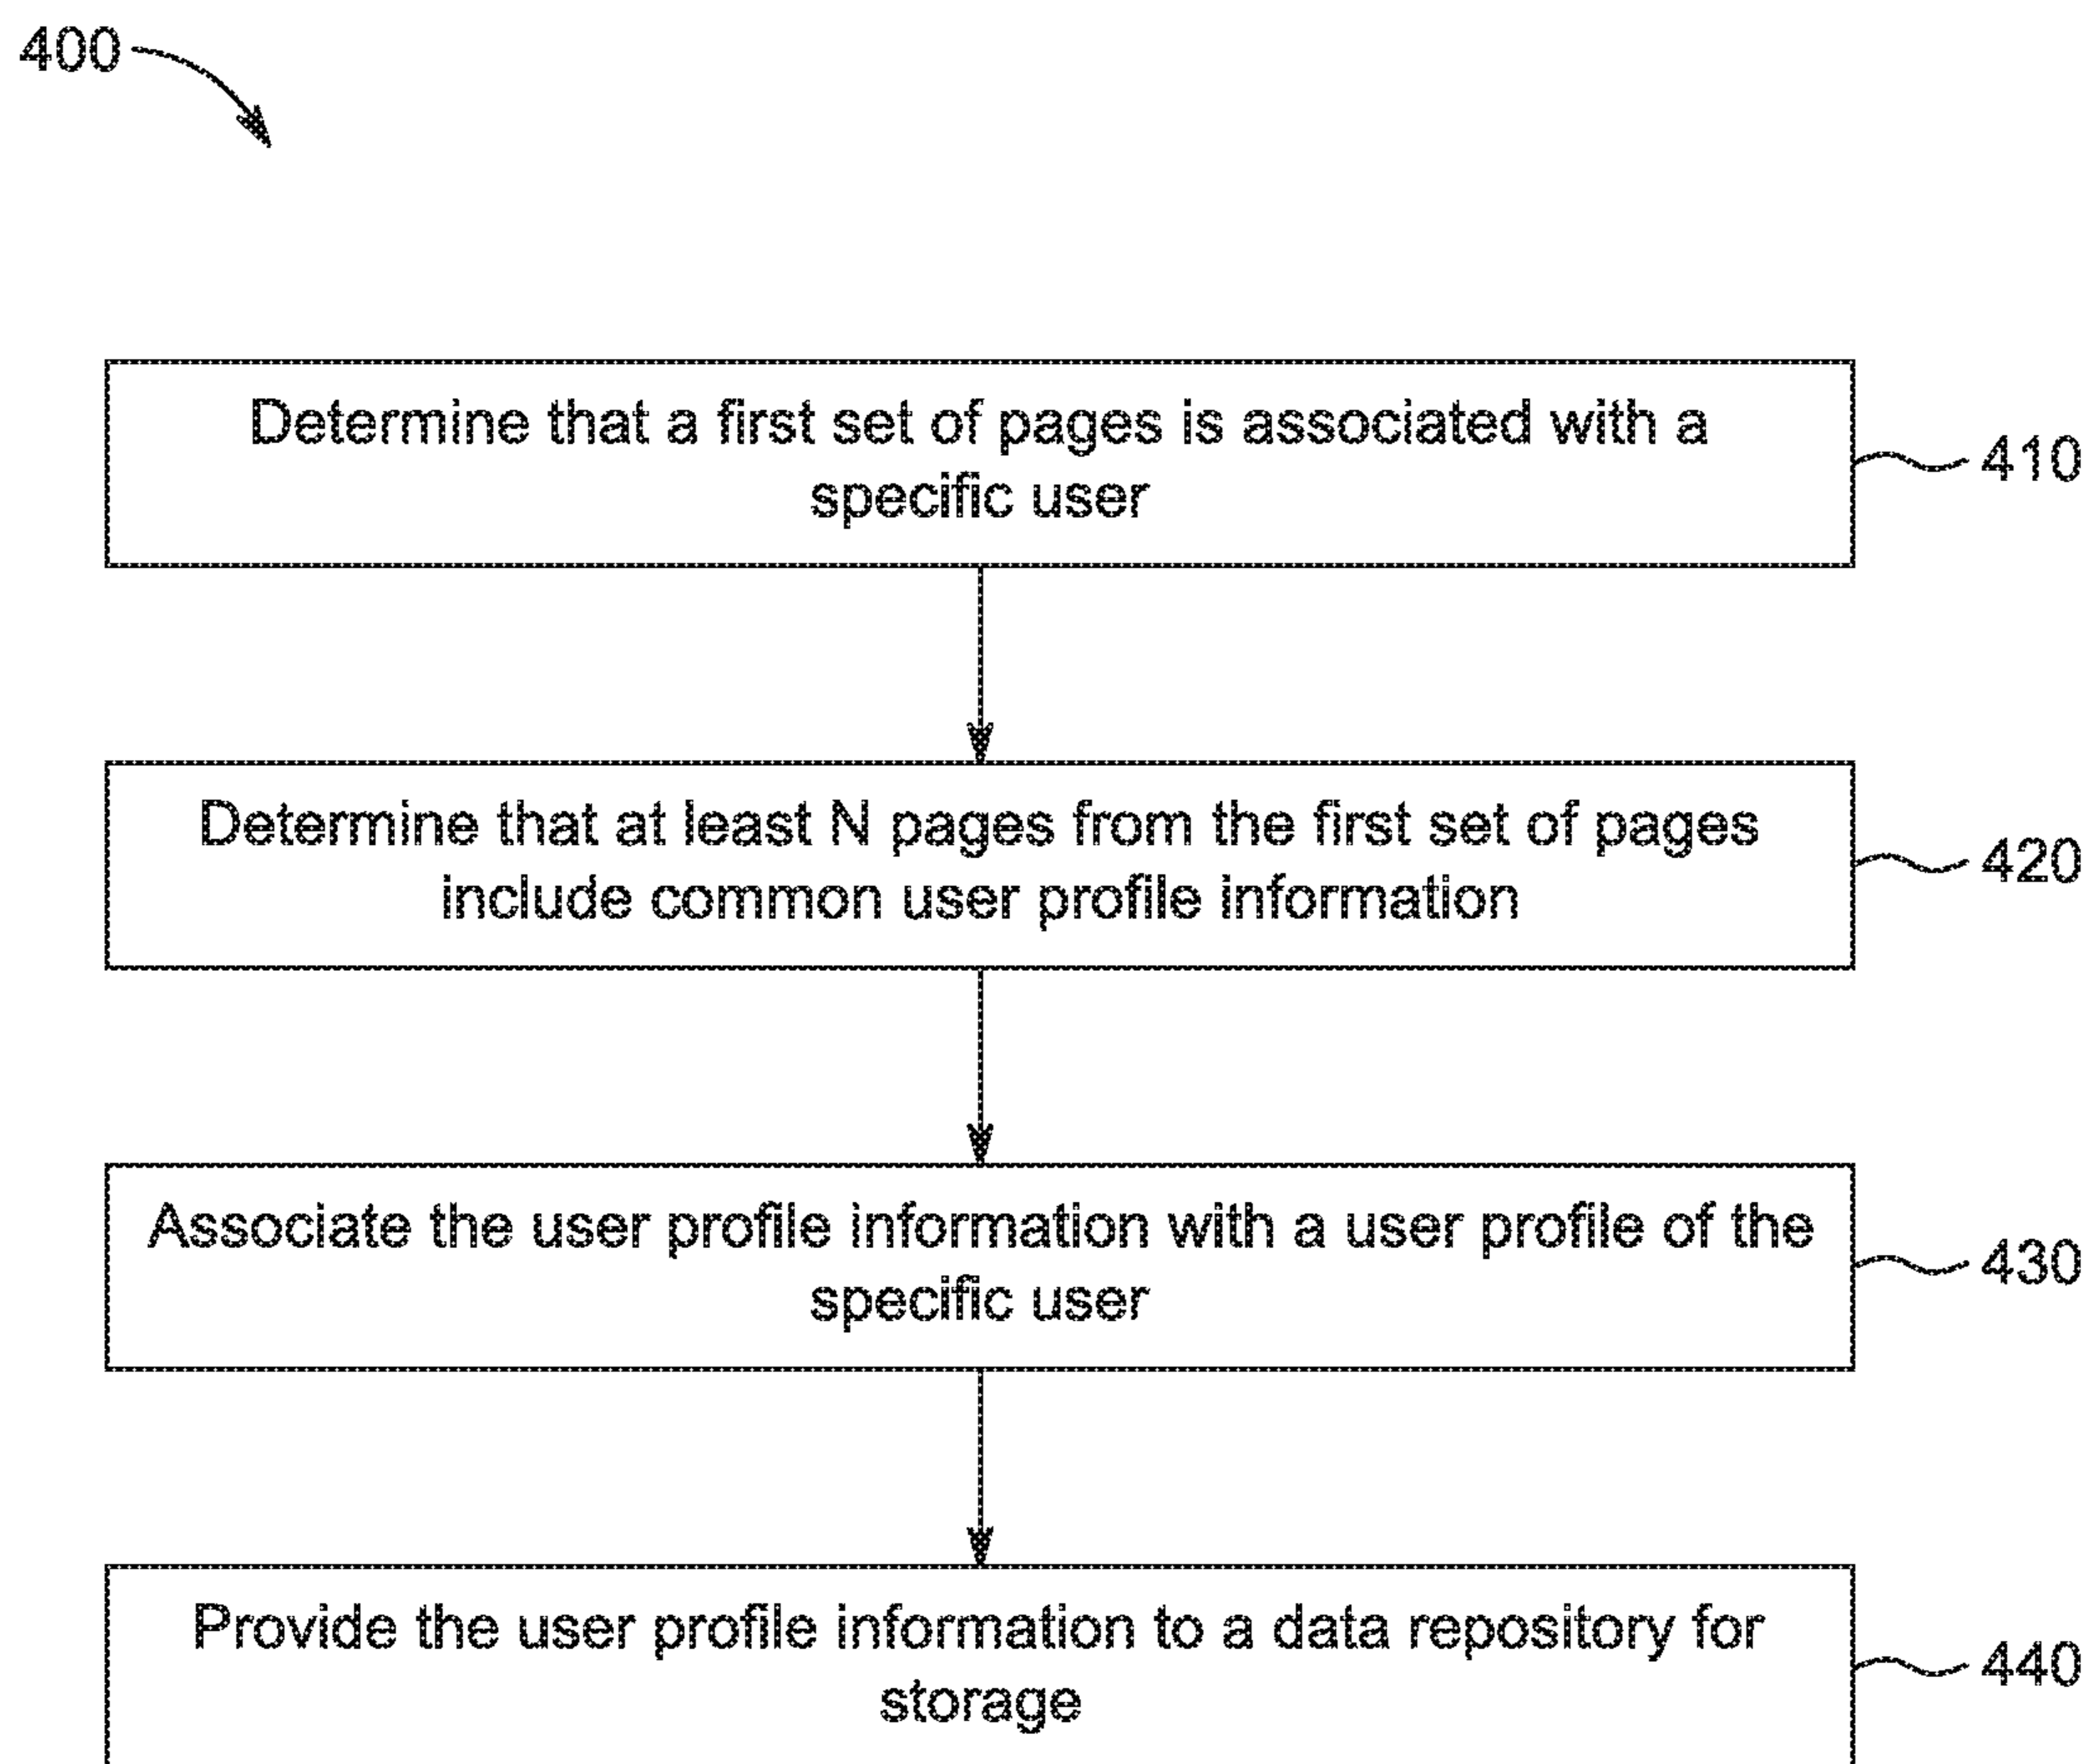 400
Determine that a first set of pages is associated with a
specific user
410
Determine that at least N pages from the first set of pages
include common user profile information
420
Associate the user profile information with a user profile of the
specific user
430
Provide the user profile information to a data repository for
storage
440